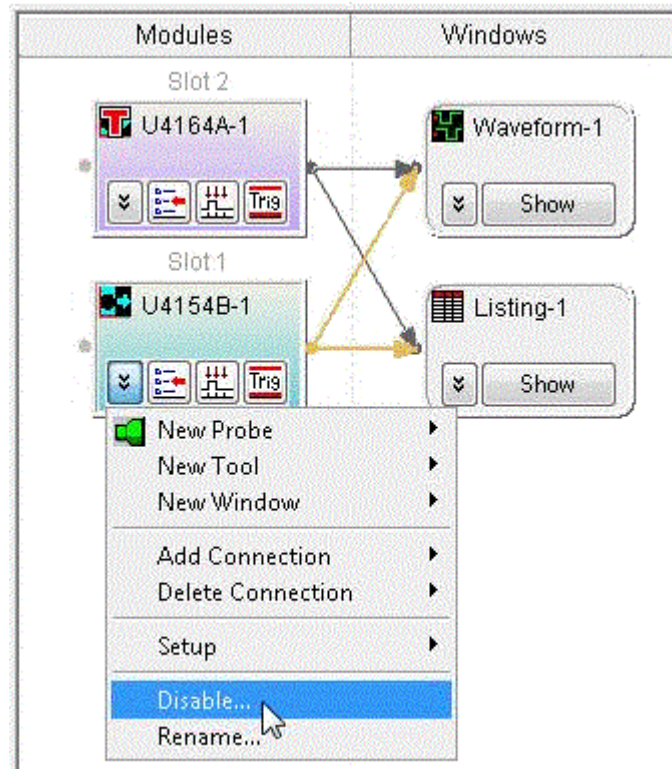 Modules Windows
Slot 2
U4164A-1 Waveform-1
Trig Show
Slot 1
U4154B-1 Listing-1
Trig Show
New Probe
New Tool
New Window
Add Connection
Delete Connection
Setup
Disable...
Rename...